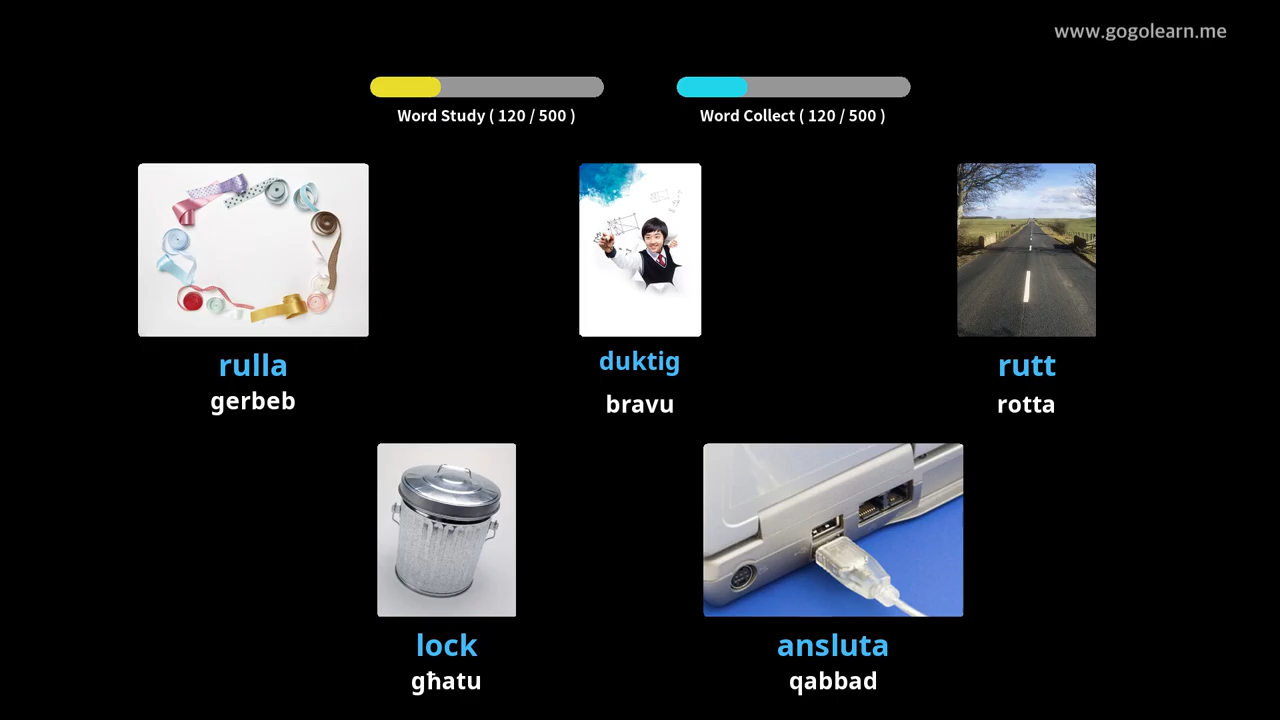 www.gogolearn.me
Word Study ( 120 / 500 )
Word Collect ( 120 / 500 )
rulla
gerbeb
duktig
bravu
rutt
rotta
lock
għatu
ansluta
qabbad